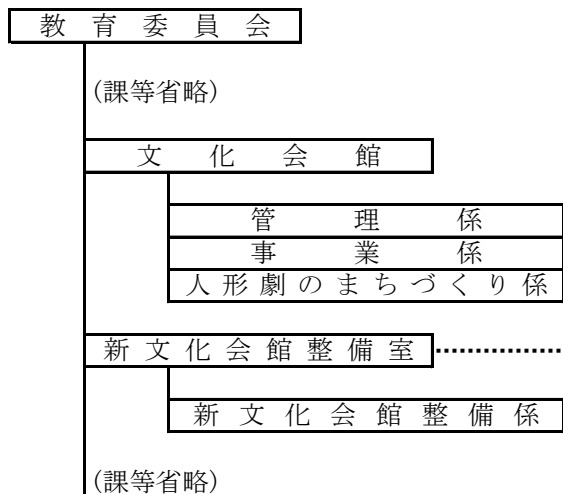 教育委員会
(課等省略)
文化会館
管理係
事業係
人形劇のまちづくり係
新文化会館整備室
新文化会館整備係
(課等省略)